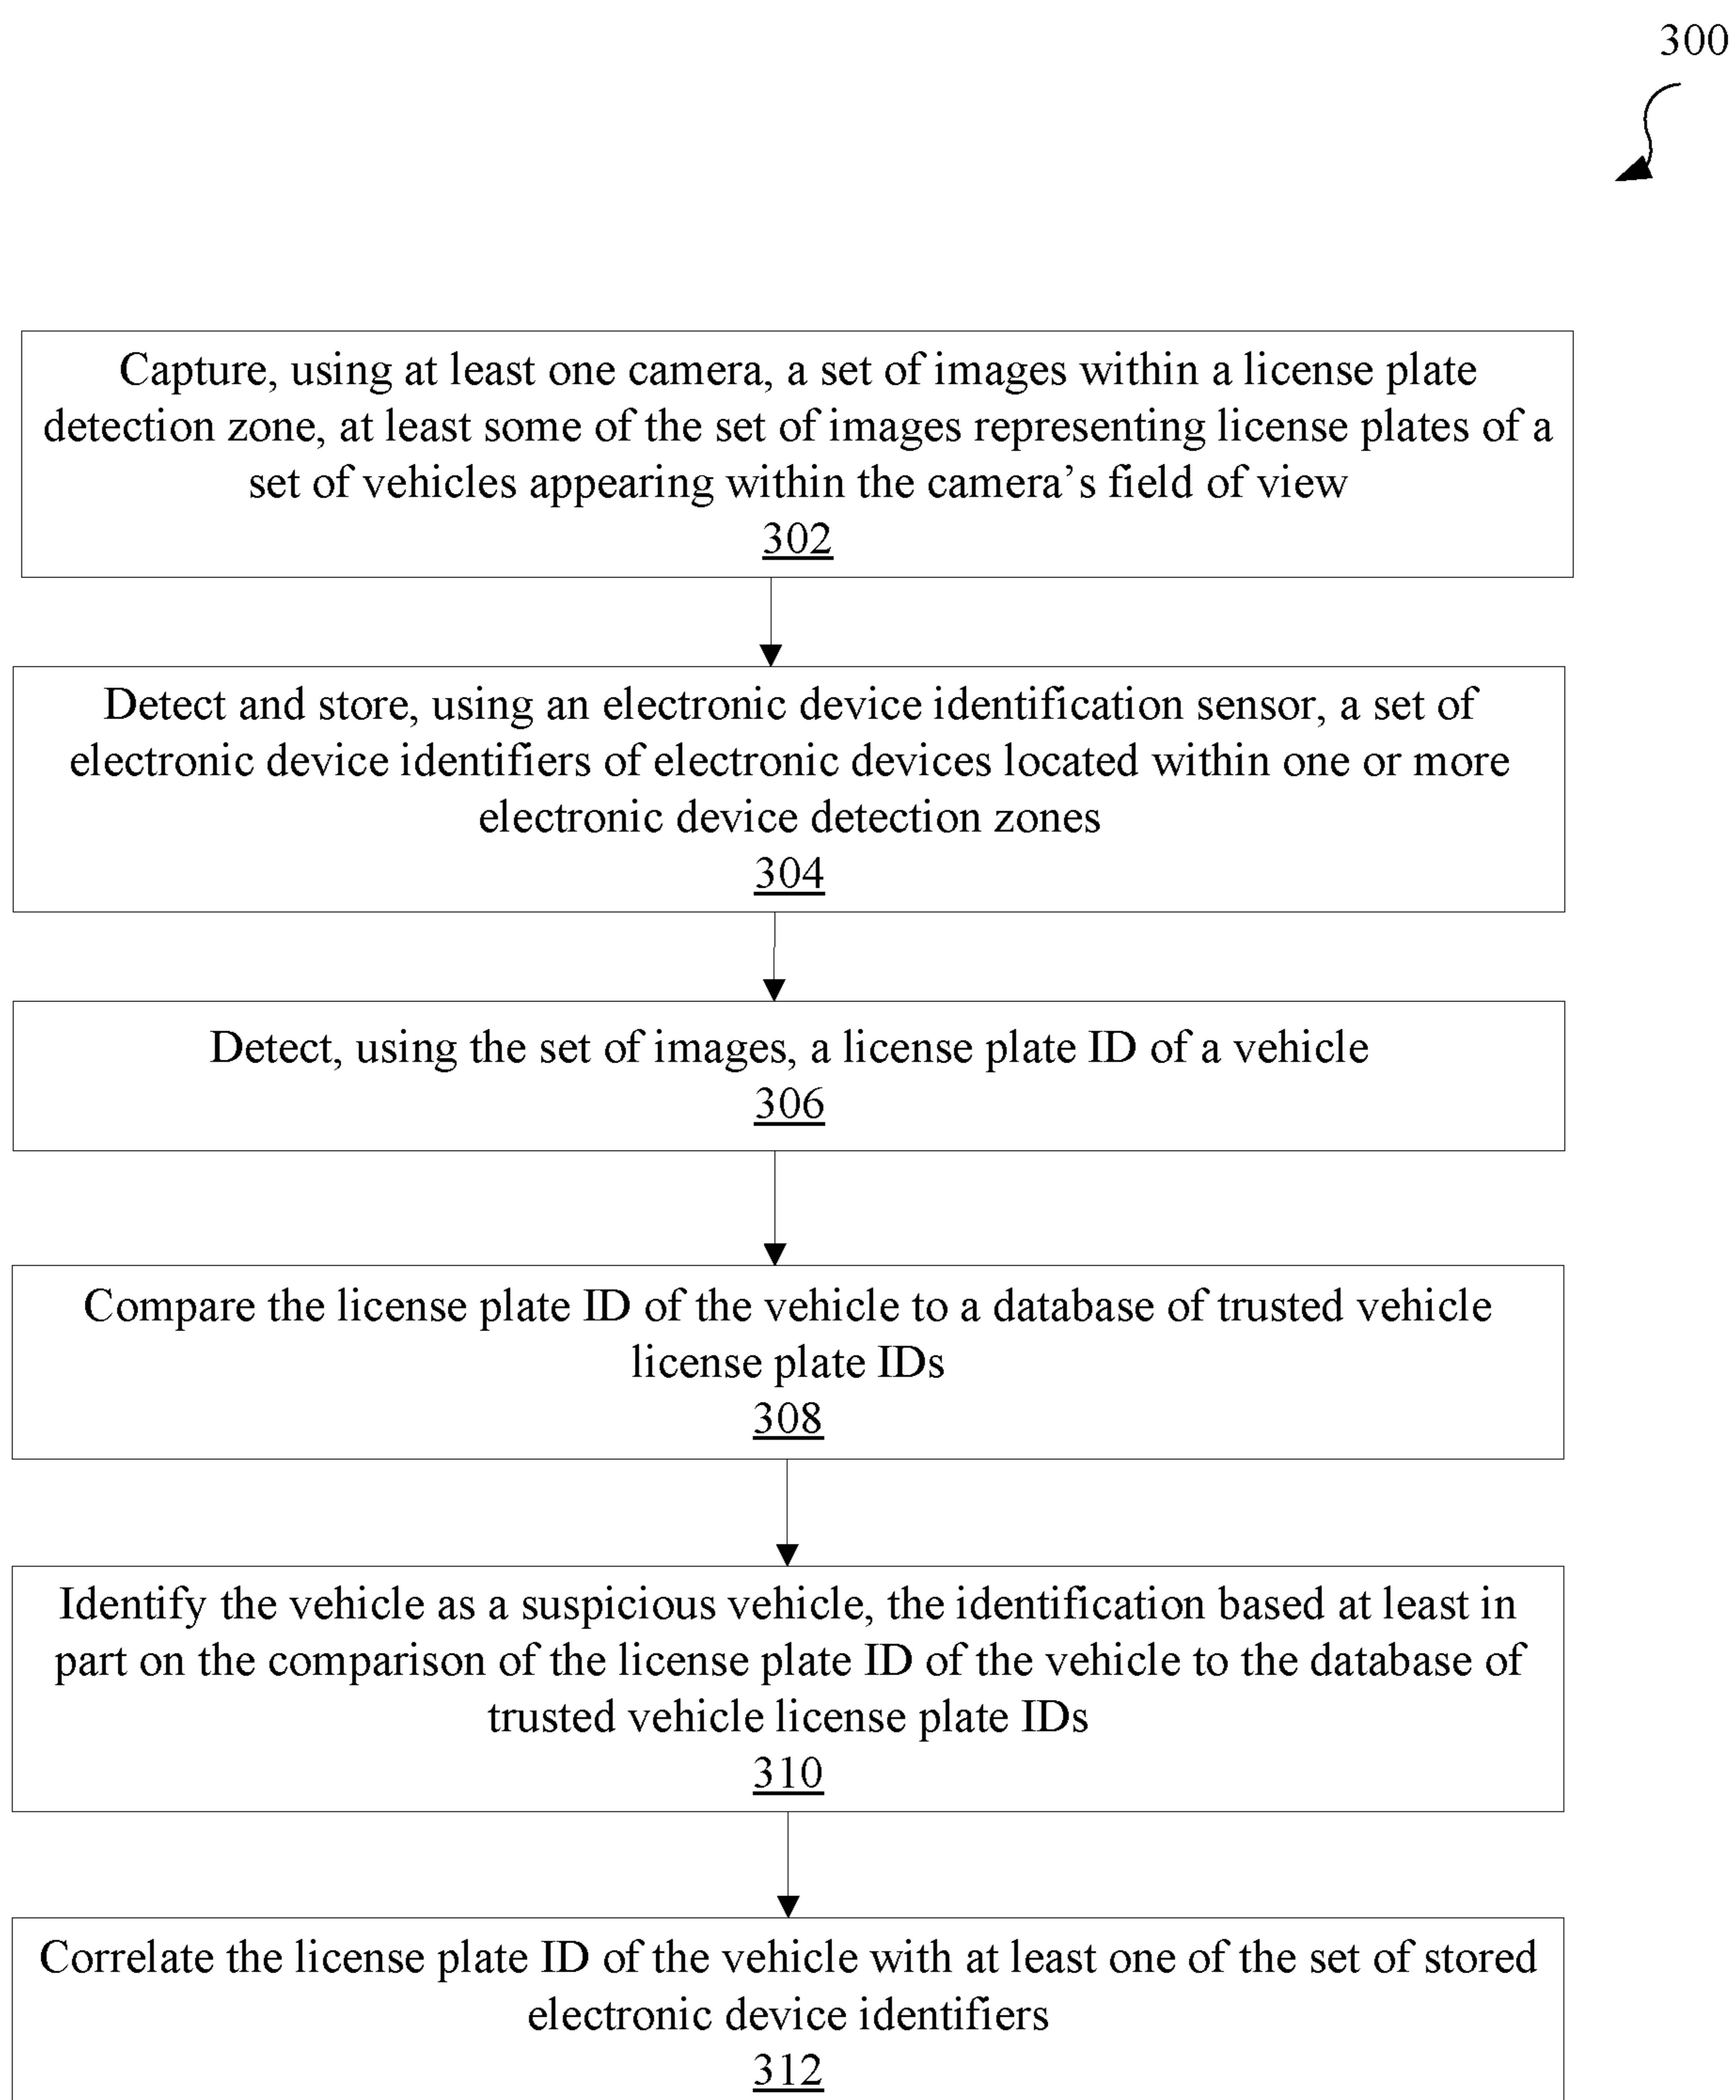 300
Capture, using at least one camera, a set of images within a license plate
detection zone, at least some of the set of images representing license plates of a
set of vehicles appearing within the camera’s field of view
302
Detect and store, using an electronic device identification sensor, a set of
electronic device identifiers of electronic devices located within one or more
electronic device detection zones
304
Detect, using the set of images, a license plate ID of a vehicle
306
Compare the license plate ID of the vehicle to a database of trusted vehicle
license plate IDs
308
Identify the vehicle as a suspicious vehicle, the identification based at least in
part on the comparison of the license plate ID of the vehicle to the database of
trusted vehicle license plate IDs
310
Correlate the license plate ID of the vehicle with at least one of the set of stored
electronic device identifiers
312